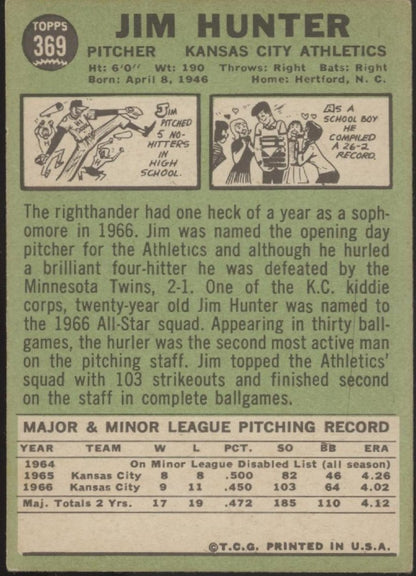 TOPPS
369
JIM HUNTER
PITCHER KANSAS CITY ATHLETICS
Ht: 6'0" Wt: 190 Throws: Right Bats: Right
Born: April 8, 1946 Home: Hertford, N. C.
JIM
PITCHED
5 NO-
HITTERS
IN
HIGH
SCHOOL.
AS A
SCHOOL BOY
HE
COMPILED
A 26-2
RECORD.
The righthander had one heck of a year as a soph-
omore in 1966. Jim was named the opening day
pitcher for the Athletics and although he hurled
a brilliant four-hitter he was defeated by the
Minnesota Twins, 2-1. One of the K.C. kiddie
corps, twenty-year old Jim Hunter was named to
the 1966 All-Star squad. Appearing in thirty ball-
games, the hurler was the second most active man
on the pitching staff. Jim topped the Athletics'
squad with 103 strikeouts and finished second
on the staff in complete ballgames.
MAJOR & MINOR LEAGUE PITCHING RECORD
YEAR TEAM W L PCT. SO BB ERA
1964 On Minor League Disabled List (all season)
1965 Kansas City 8 8 .500 82 46 4.26
1966 Kansas City 9 11 .450 103 64 4.02
Maj. Totals 2 Yrs. 17 19 .472 185 110 4.12
©T.C.G. PRINTED IN U.S.A.